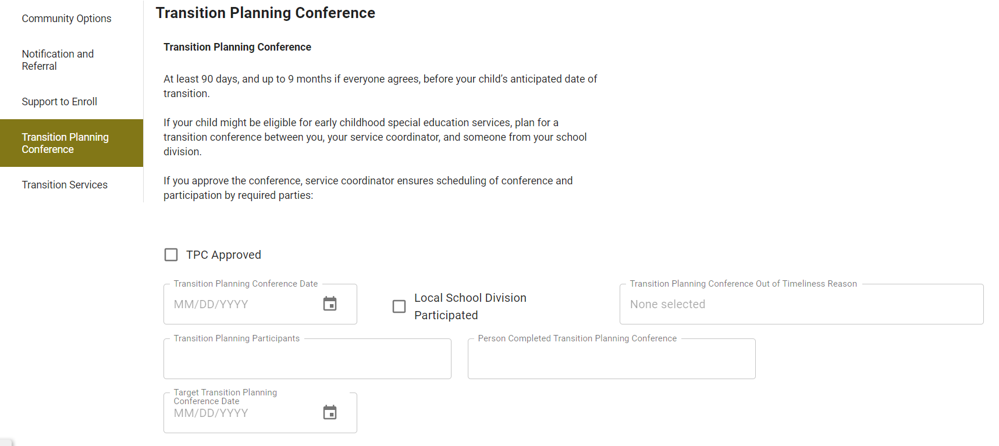 Community Options
Notification and
Referral
Support to Enroll
Transition Planning
Conference
Transition Services
Transition Planning Conference
Transition Planning Conference
At least 90 days, and up to 9 months if everyone agrees, before your child’s anticipated date of
transition.
If your child might be eligible for early childhood special education services, plan for a
transition conference between you, your service coordinator, and someone from your school
division.
If you approve the conference, service coordinator ensures scheduling of conference and
participation by required parties:
TPC Approved
Transition Planning Conference Date
MM/DD/YYYY
Local School Division
Participated
Transition Planning Conference Out of Timeliness Reason
None selected
Transition Planning Participants
Person Completed Transition Planning Conference
Target Transition Planning
Conference Date
MM/DD/YYYY